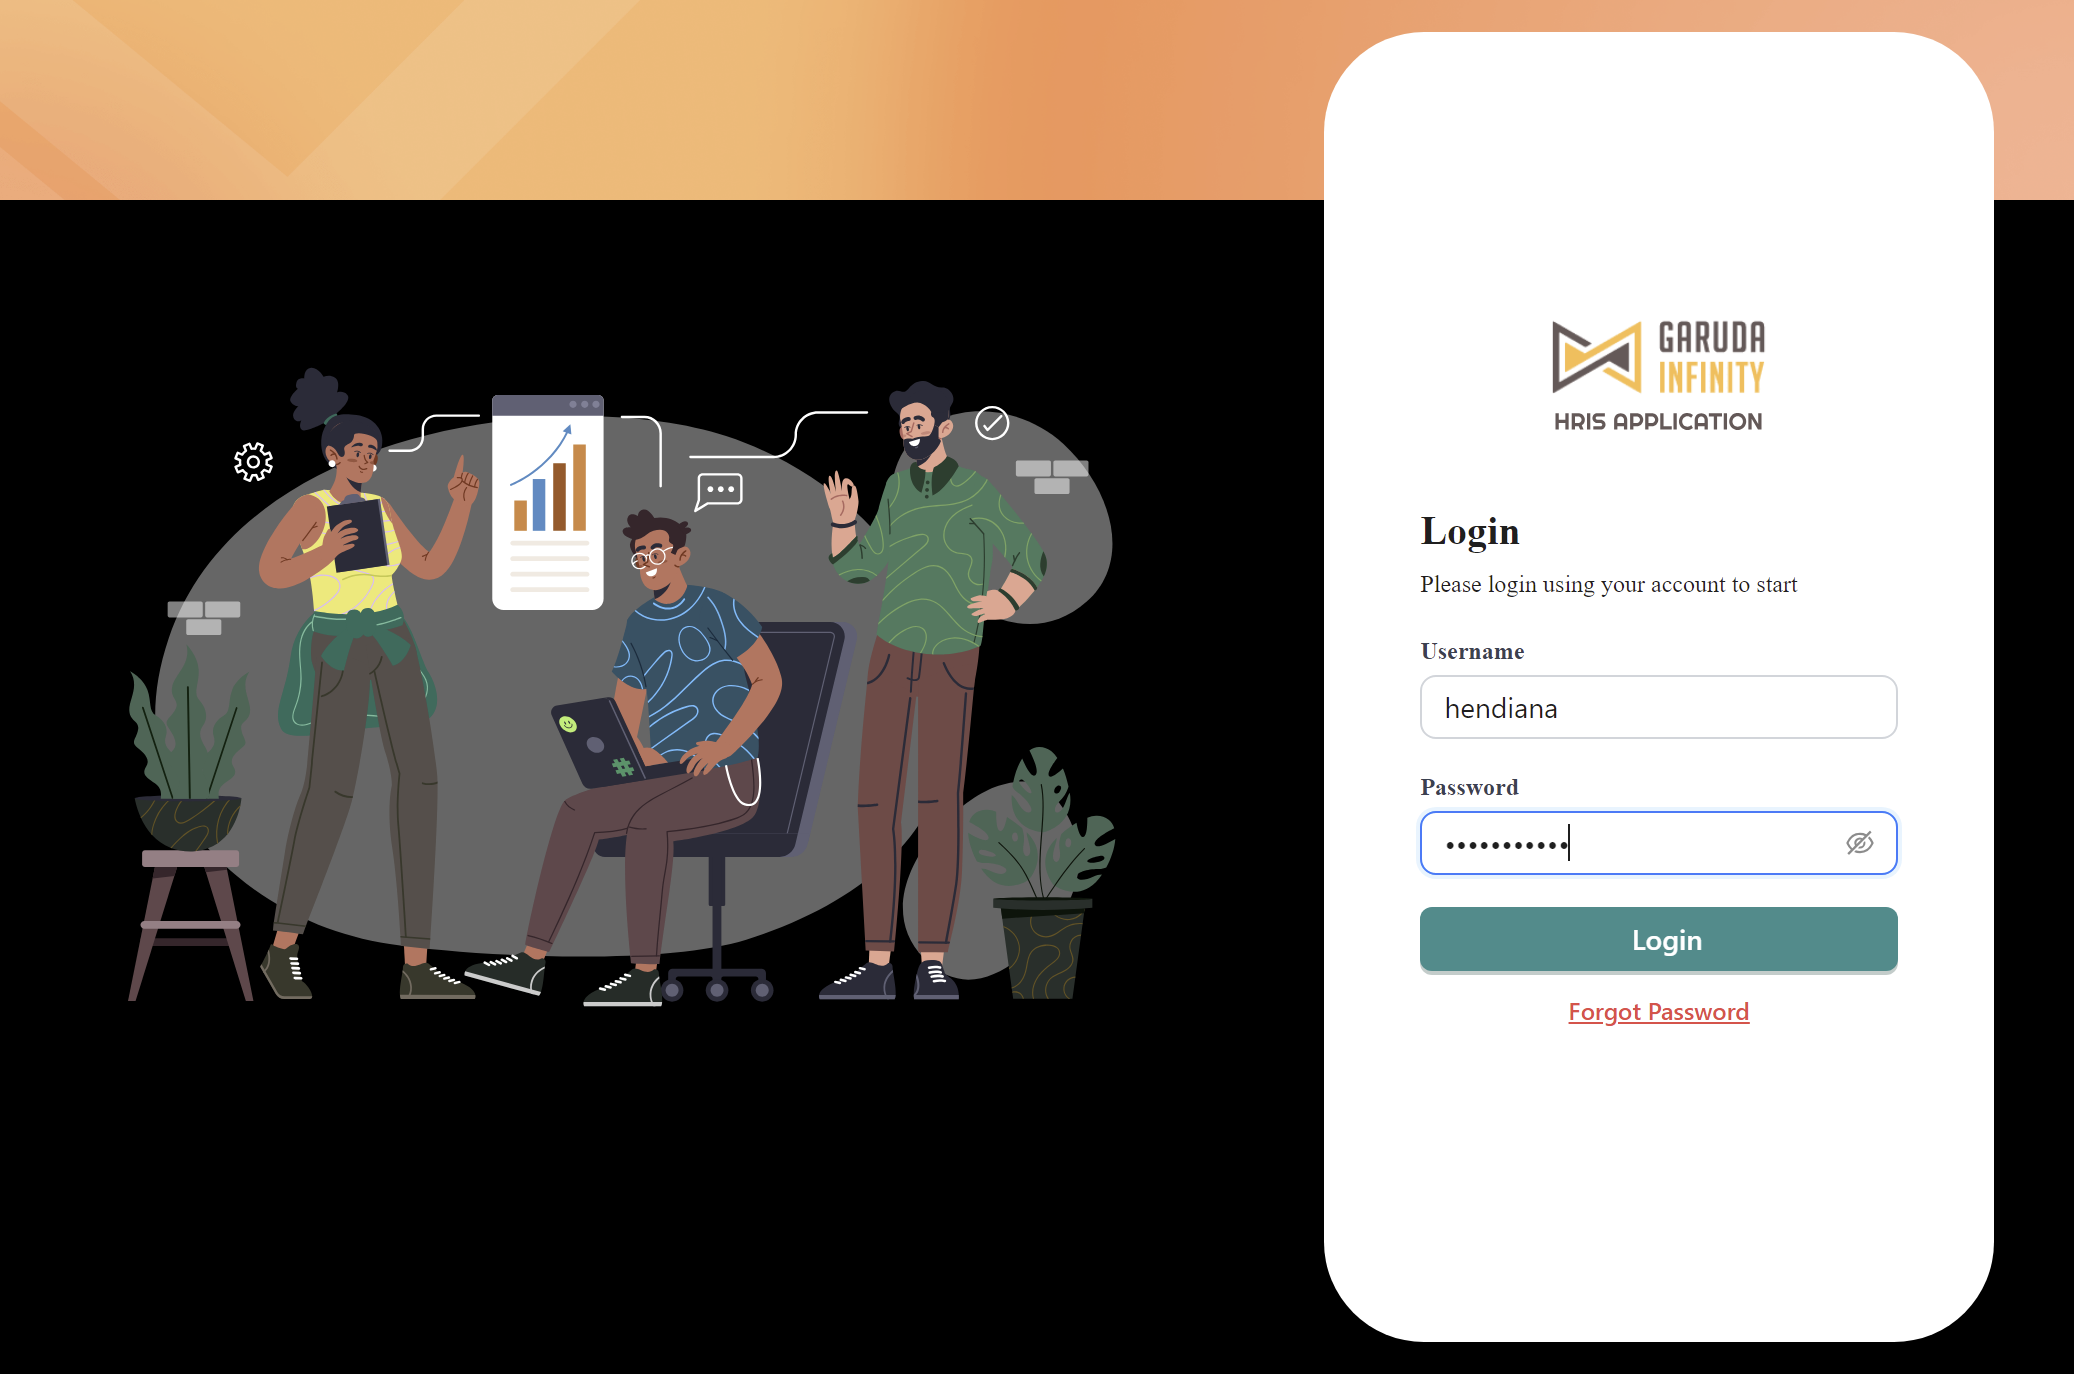 GARUDA
INFINITY
HRIS APPLICATION
Login
Please login using your account to start
Username
hendiana
Password
•••••••••••
Login
Forgot Password